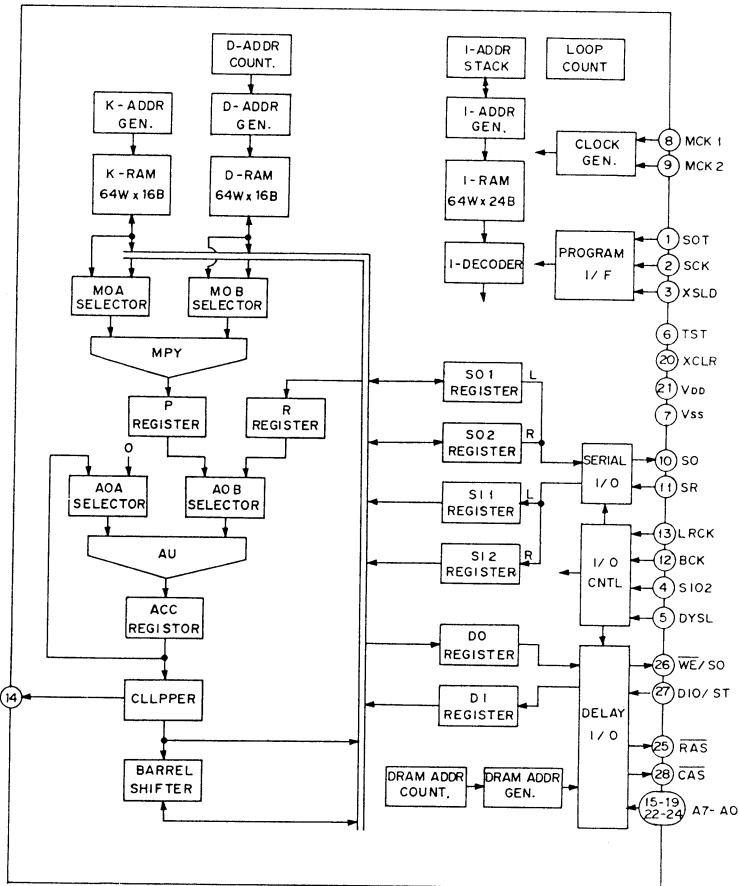 D-ADDR
COUNT.
I-ADDR
STACK
LOOP
COUNT
K-ADDR
GEN.
D-ADDR
GEN.
I-ADDR
GEN.
CLOCK
GEN.
8 MCK 1
9 MCK 2
K-RAM
64W x 16B
D-RAM
64W x 16B
I-RAM
64W x 24B
I-DECODER
PROGRAM
I/F
1 SOT
2 SCK
3 XSLD
MOA
SELECTOR
MOB
SELECTOR
6 TST
20 XCLR
21 VDD
7 VSS
MPY
P
REGISTER
R
REGISTER
SO1
REGISTER
L
SO2
REGISTER
R
SERIAL
I/O
10 SO
11 SR
0
AOA
SELECTOR
AOB
SELECTOR
SI1
REGISTER
L
SI2
REGISTER
R
AU
I/O
CNTL
13 LRCK
12 BCK
4 SIO2
5 DYSL
ACC
REGISTOR
DO
REGISTER
DI
REGISTER
DELAY
I/O
26 WE/SO
27 DIO/ST
25 RAS
28 CAS
15-19
22-24
A7-A0
14
CLLPPER
BARREL
SHIFTER
DRAM ADDR
COUNT.
DRAM ADDR
GEN.